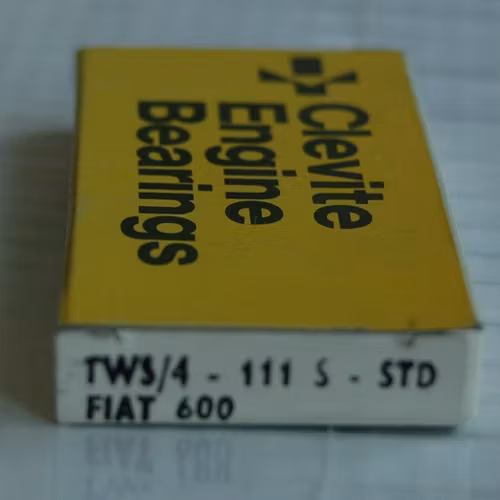 Clevite
Engine
Bearings
TWS/4 - 111 S - STD
FIAT 600